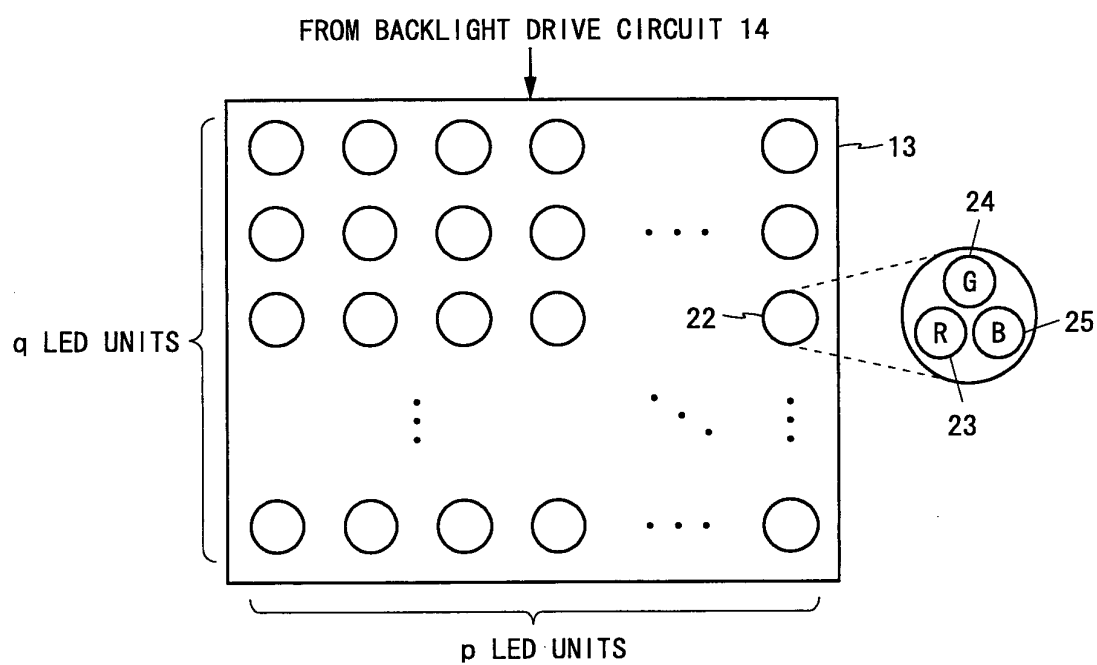 FROM BACKLIGHT DRIVE CIRCUIT 14
13
24
G
22
25
q LED UNITS
R B
23
p LED UNITS